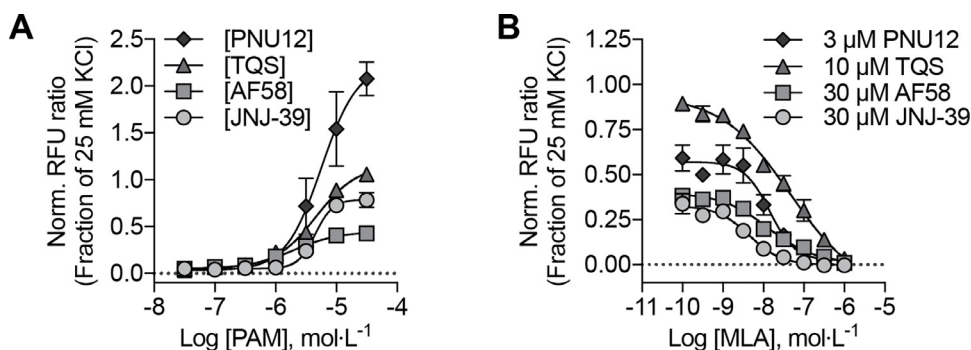 A
Norm. RFU ratio
(Fraction of 25 mM KCl)
2.5
2.0
1.5
1.0
0.5
0.0
[PNU12]
[TQS]
[AF58]
[JNJ-39]
-8 -7 -6 -5 -4
Log [PAM], mol·L-1
B
Norm. RFU ratio
(Fraction of 25 mM KCl)
1.25
1.00
0.75
0.50
0.25
0.00
3 µM PNU12
10 µM TQS
30 µM AF58
30 µM JNJ-39
-11 -10 -9 -8 -7 -6 -5
Log [MLA], mol·L-1